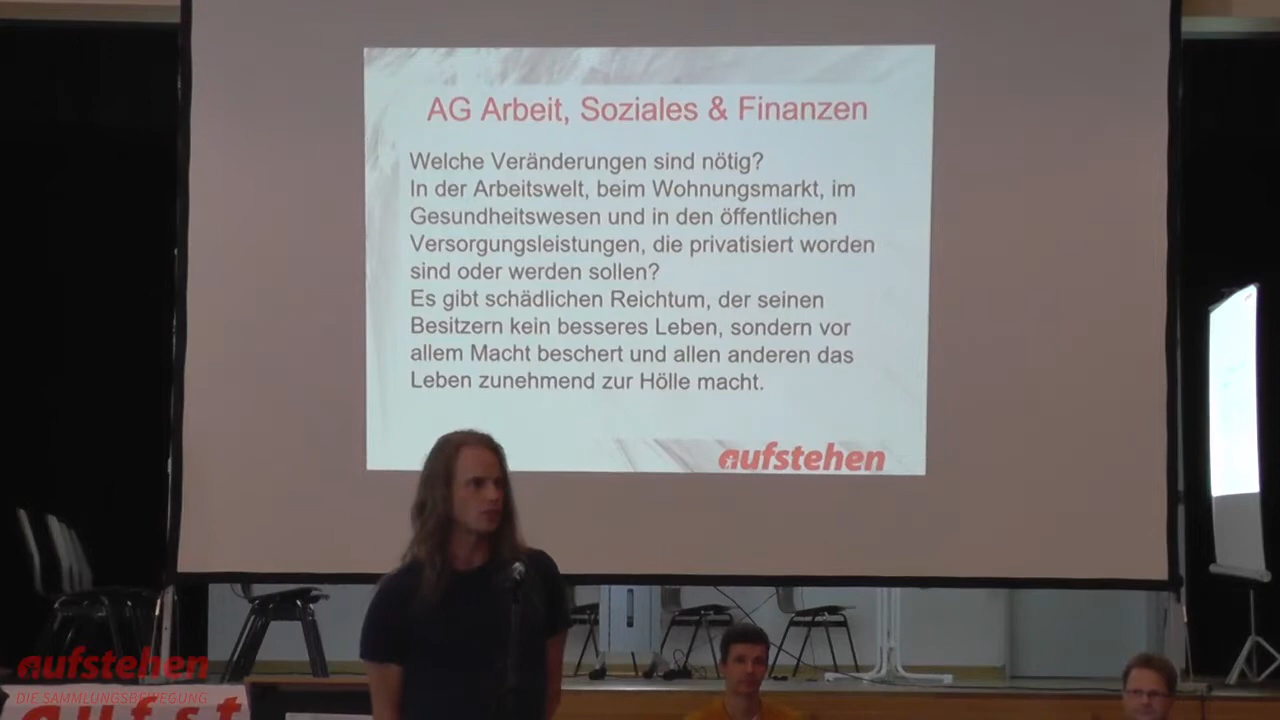 AG Arbeit, Soziales & Finanzen
Welche Veränderungen sind nötig?
In der Arbeitswelt, beim Wohnungsmarkt, im
Gesundheitswesen und in den öffentlichen
Versorgungsleistungen, die privatisiert worden
sind oder werden sollen?
Es gibt schädlichen Reichtum, der seinen
Besitzern kein besseres Leben, sondern vor
allem Macht beschert und allen anderen das
Leben zunehmend zur Hölle macht.
aufstehen
aufstehen
DIE SAMMLUNGSBEWEGUNG
aufst